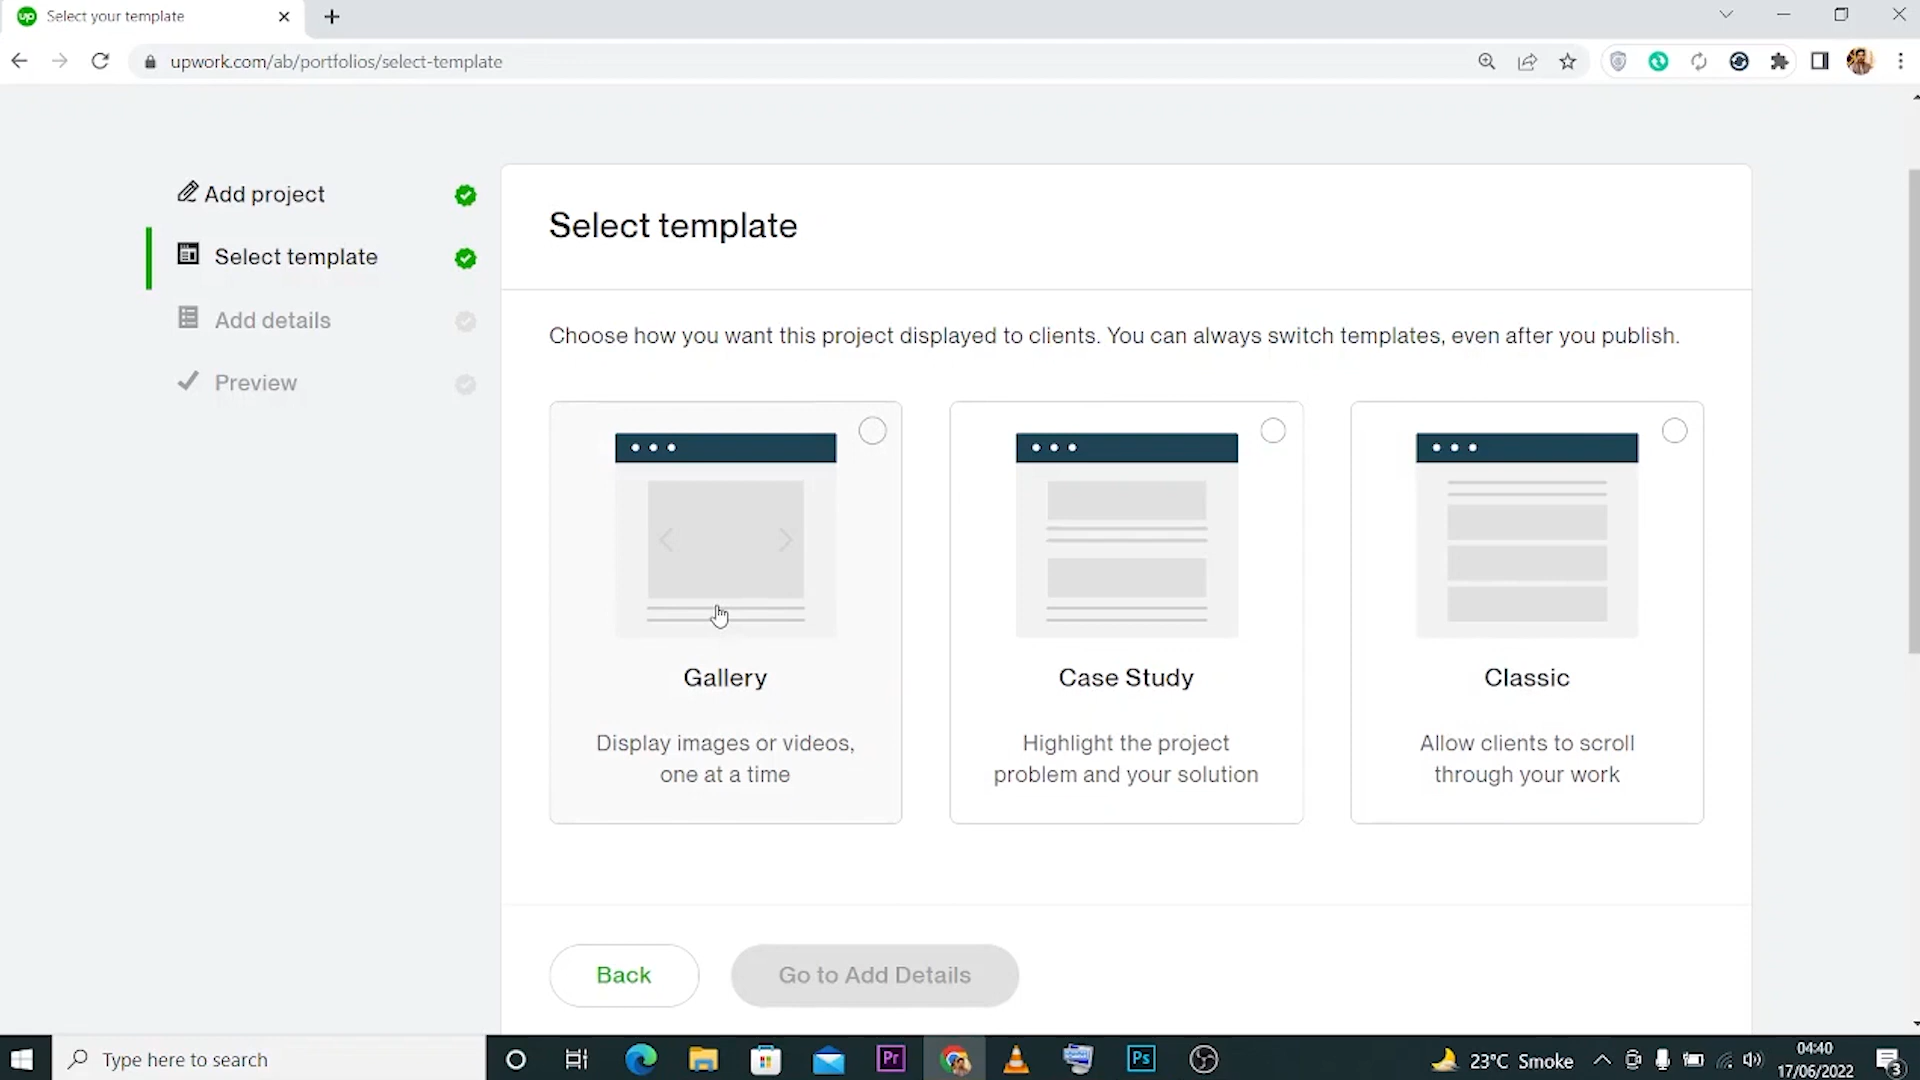 up Select your template
upwork.com/ab/portfolios/select-template
Add project
Select template
Add details
Preview
Select template
Choose how you want this project displayed to clients. You can always switch templates, even after you publish.
Gallery
Display images or videos,
one at a time
Case Study
Highlight the project
problem and your solution
Classic
Allow clients to scroll
through your work
Back
Go to Add Details
Type here to search
Pr
Ps
23°C Smoke
04:40
17/06/2022
3